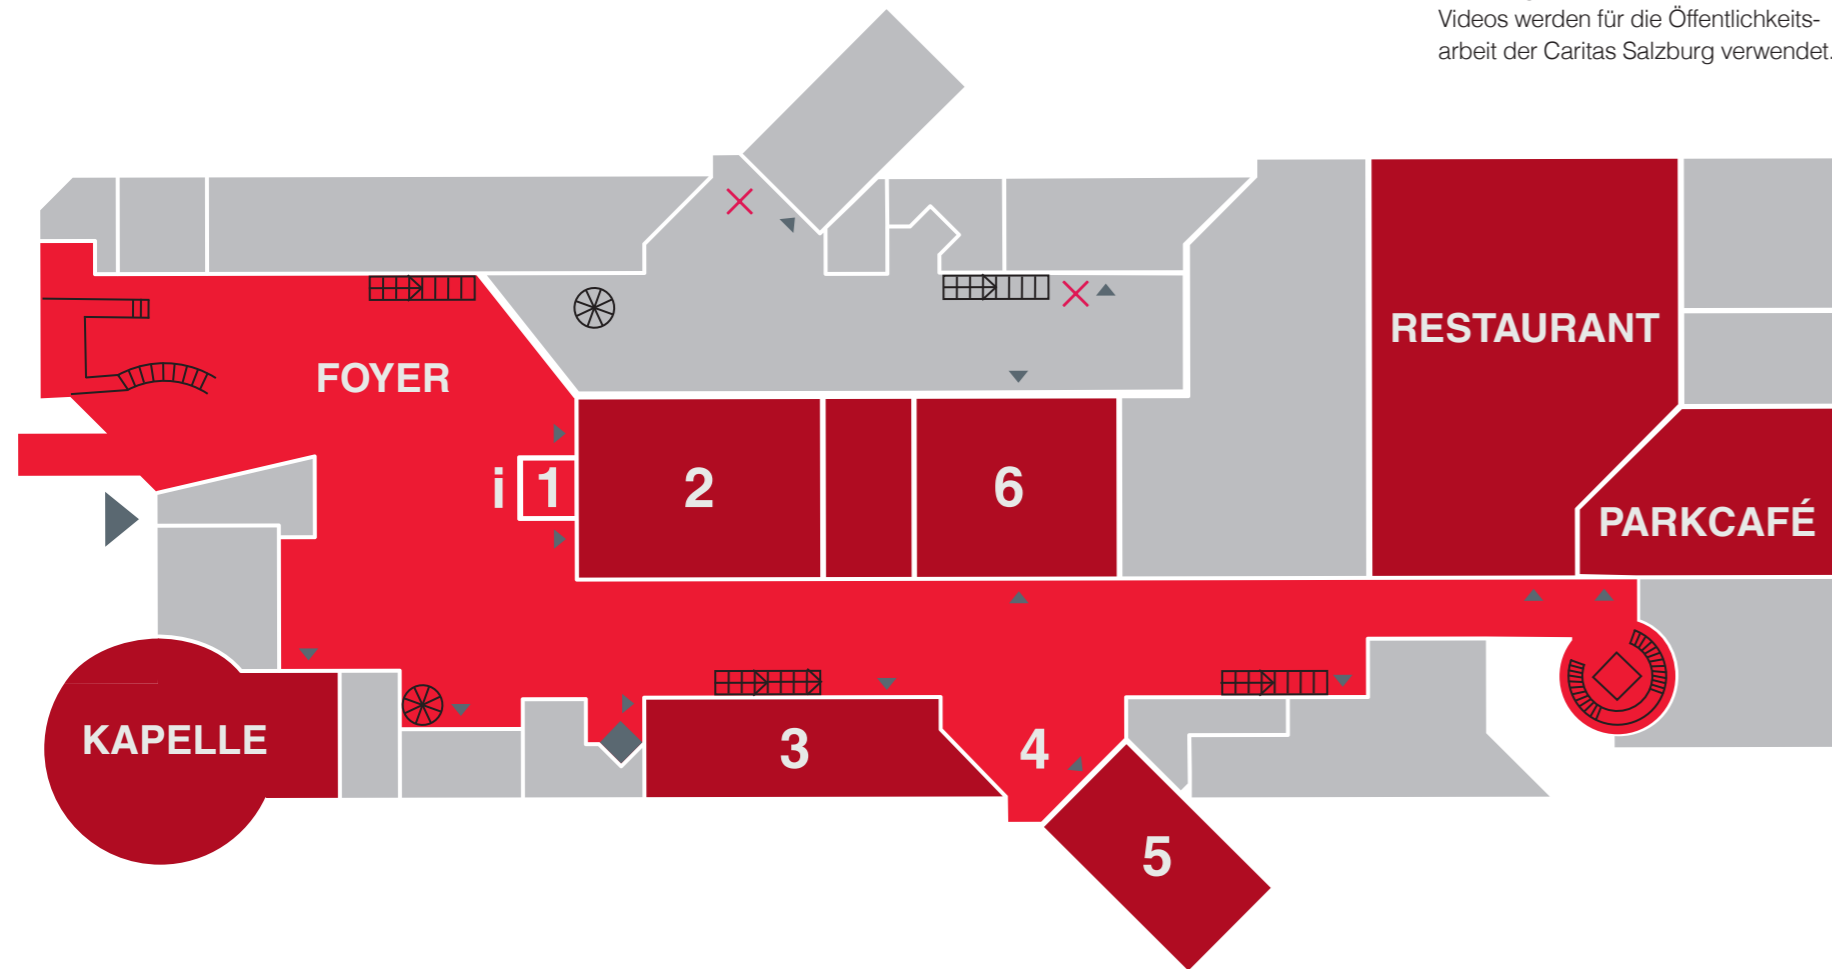 Videos werden für die Öffentlichkeits-
arbeit der Caritas Salzburg verwendet.
RESTAURANT
FOYER
i 1
2
6
PARKCAFÉ
KAPELLE
3
4
5